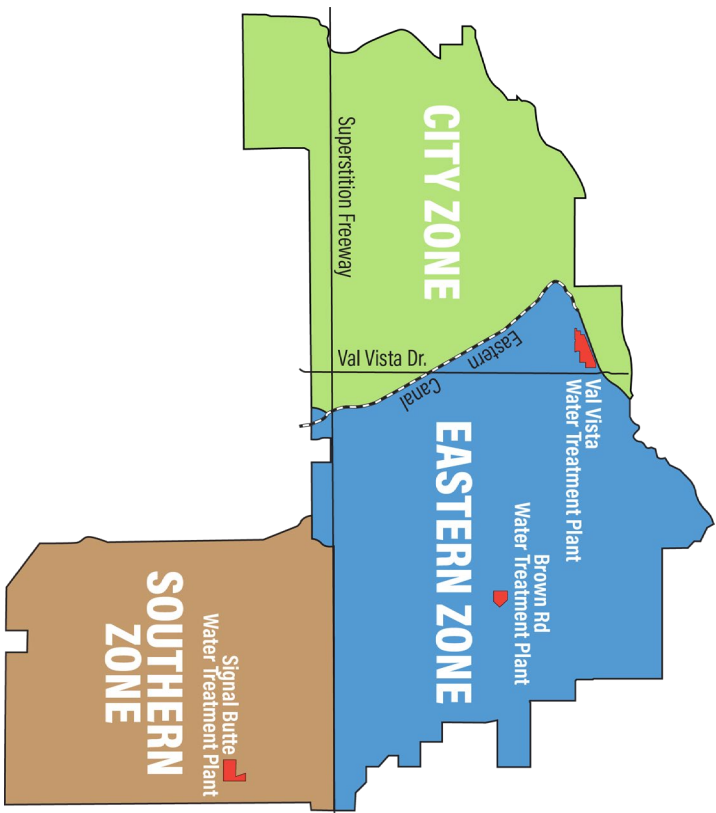 CITY ZONE
Superstition Freeway
Val Vista Dr.
Eastern
Canal
Val Vista
Water Treatment Plant
EASTERN ZONE
Brown Rd
Water Treatment Plant
SOUTHERN
ZONE
Signal Butte
Water Treatment Plant